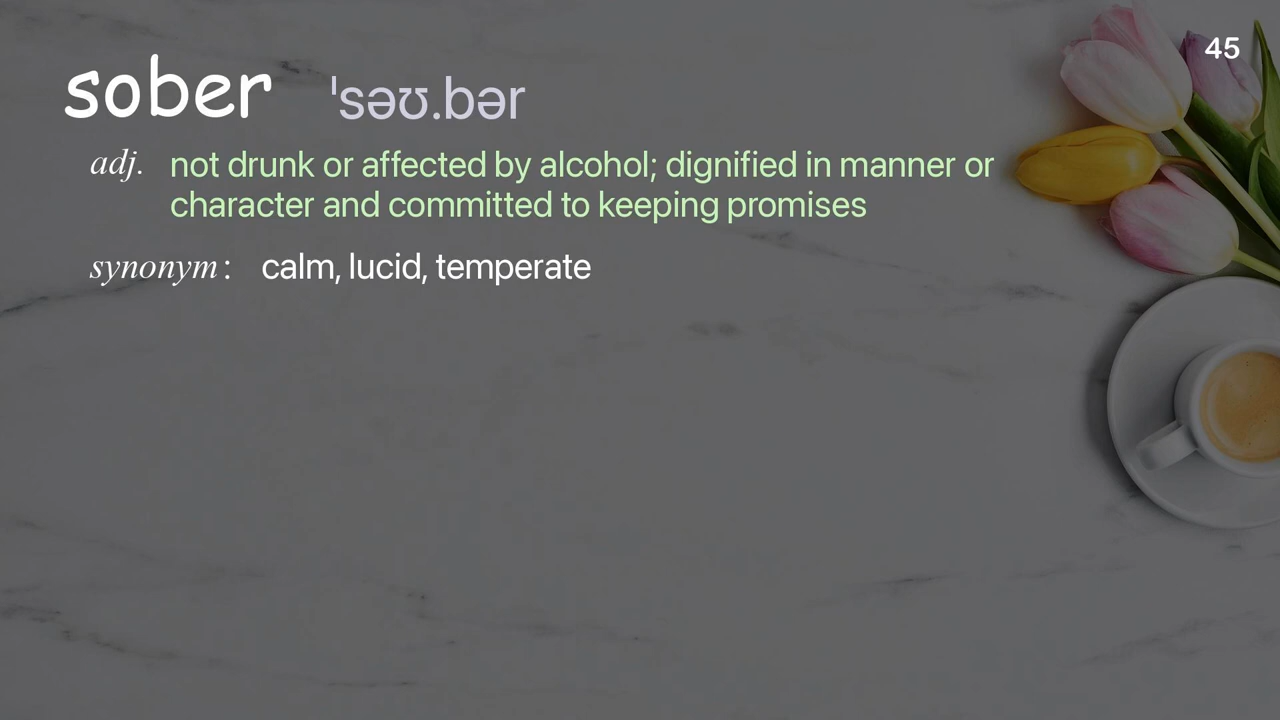 45
sober ˈsəʊ.bər
adj. not drunk or affected by alcohol; dignified in manner or
character and committed to keeping promises
synonym: calm, lucid, temperate